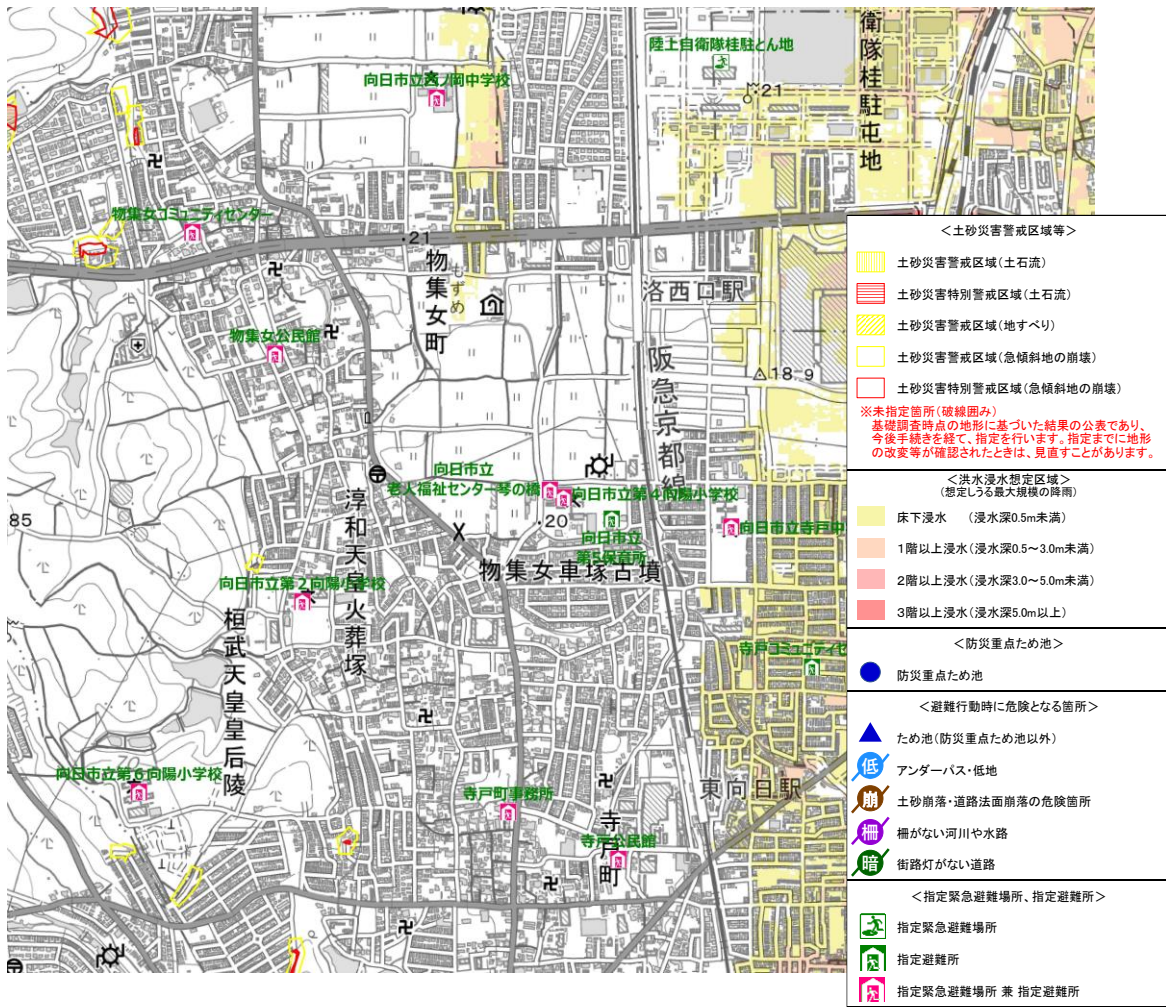 向日市立西ノ岡中学校
陸上自衛隊桂駐とん地
21
衛隊桂駐屯地
物集女コミュニティセンター
21
物集女町
むずめ
洛西口駅
物集女公民館
阪急京都線
18.9
向日市立
老人福祉センター琴の橋
向日市立第4向陽小学校
20
向日市立
第5保育所
向日市立寺戸中
85
淳和天皇火葬塚
物集女車塚古墳
向日市立第2向陽小学校
桓武天皇皇后陵
寺戸コミュニティセ
向日市立第6向陽小学校
寺戸町事務所
東向日駅
寺戸公民館
寺戸町
＜土砂災害警戒区域等＞
土砂災害警戒区域(土石流)
土砂災害特別警戒区域(土石流)
土砂災害警戒区域(地すべり)
土砂災害警戒区域(急傾斜地の崩壊)
土砂災害特別警戒区域(急傾斜地の崩壊)
※未指定箇所(破線囲み)
基礎調査時点の地形に基づいた結果の公表であり、
今後手続きを経て、指定を行います。指定までに地形
の改変等が確認されたときは、見直すことがあります。
＜洪水浸水想定区域＞
(想定しうる最大規模の降雨)
床下浸水 (浸水深0.5m未満)
1階以上浸水(浸水深0.5～3.0m未満)
2階以上浸水(浸水深3.0～5.0m未満)
3階以上浸水(浸水深5.0m以上)
＜防災重点ため池＞
防災重点ため池
＜避難行動時に危険となる箇所＞
ため池(防災重点ため池以外)
低 アンダーパス・低地
崩 土砂崩落・道路法面崩落の危険箇所
柵 柵がない河川や水路
暗 街路灯がない道路
＜指定緊急避難場所、指定避難所＞
指定緊急避難場所
指定避難所
指定緊急避難場所 兼 指定避難所